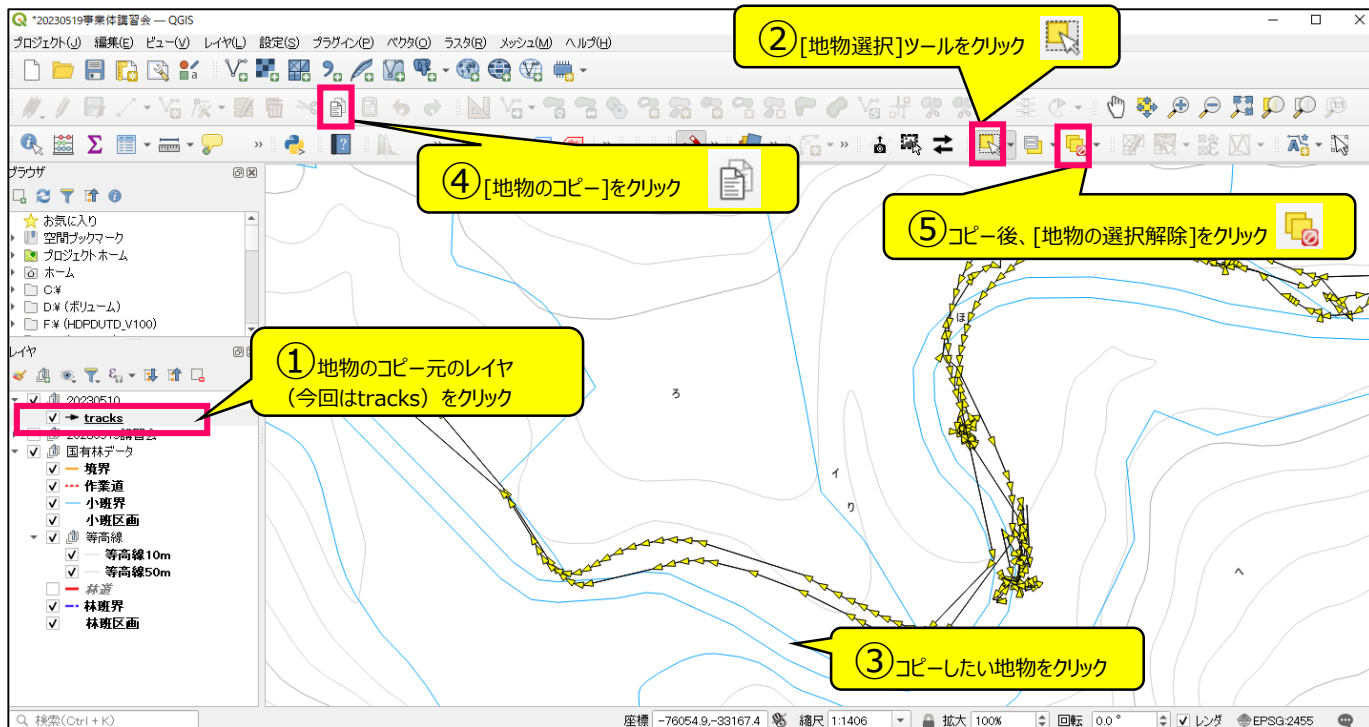 *20230519事業体講習会 — QGIS
プロジェクト(J) 編集(E) ビュー(V) レイヤ(L) 設定(S) プラグイン(P) ベクタ(O) ラスタ(R) メッシュ(M) ヘルプ(H)
②[地物選択]ツールをクリック
④[地物のコピー]をクリック
⑤コピー後、[地物の選択解除]をクリック
ブラウザ
お気に入り
空間ブックマーク
プロジェクトホーム
ホーム
C:¥
D:¥ (ボリューム)
F:¥ (HDPDUTD_V100)
レイヤ
①地物のコピー元のレイヤ
（今回はtracks）をクリック
20230510
tracks
20230519講習会
国有林データ
境界
作業道
小班界
小班区画
等高線
等高線10m
等高線50m
林道
林班界
林班区画
ほ
ろ
イ
り
へ
③コピーしたい地物をクリック
検索(Ctrl + K)
座標 -76054.9,-33167.4 縮尺 1:1406 拡大 100% 回転 0.0 ° レンダ EPSG:2455